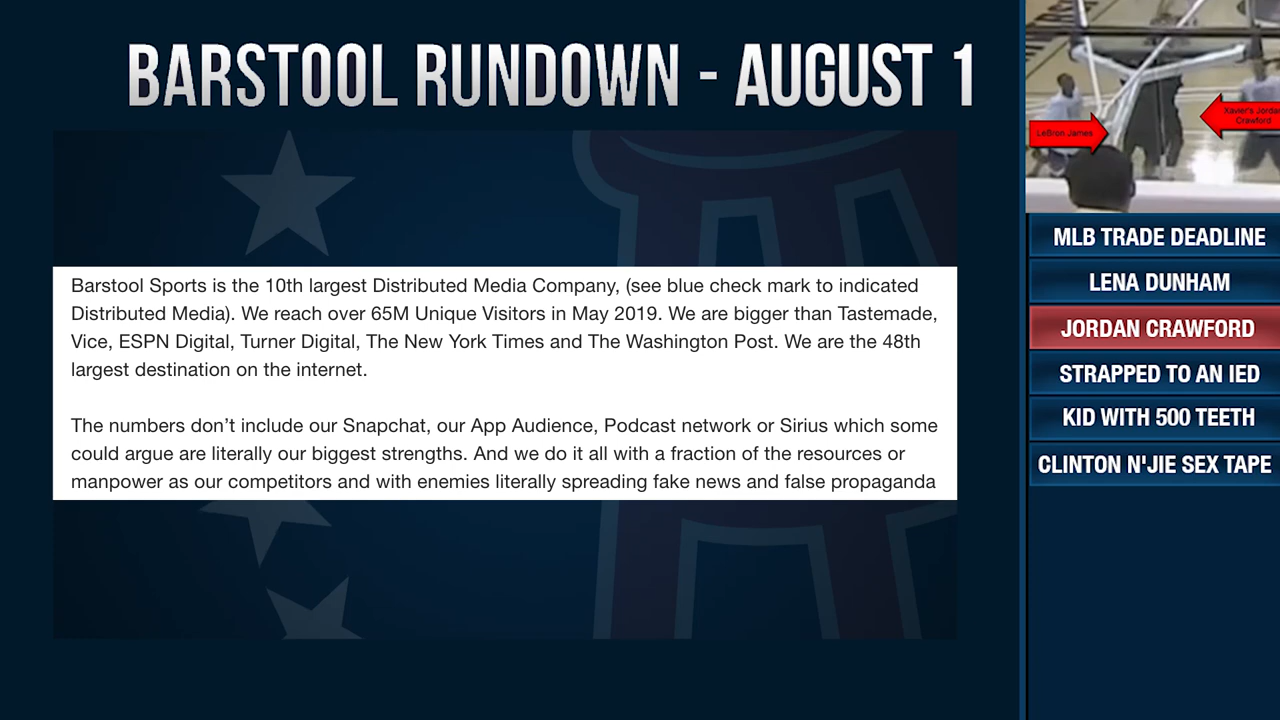 BARSTOOL RUNDOWN - AUGUST 1
Barstool Sports is the 10th largest Distributed Media Company, (see blue check mark to indicated
Distributed Media). We reach over 65M Unique Visitors in May 2019. We are bigger than Tastemade,
Vice, ESPN Digital, Turner Digital, The New York Times and The Washington Post. We are the 48th
largest destination on the internet.
The numbers don’t include our Snapchat, our App Audience, Podcast network or Sirius which some
could argue are literally our biggest strengths. And we do it all with a fraction of the resources or
manpower as our competitors and with enemies literally spreading fake news and false propaganda
LeBron James
Xavier's Jorda
Crawford
MLB TRADE DEADLINE
LENA DUNHAM
JORDAN CRAWFORD
STRAPPED TO AN IED
KID WITH 500 TEETH
CLINTON N'JIE SEX TAPE